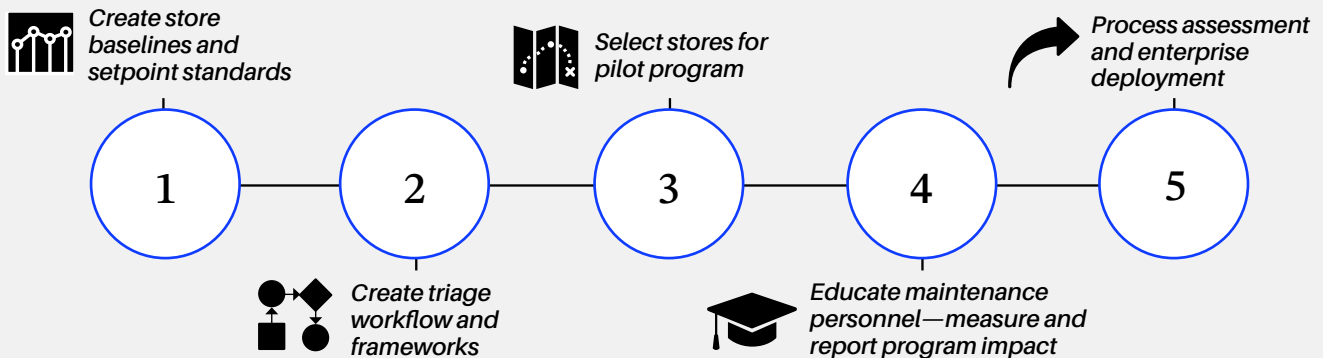 Create store
baselines and
setpoint standards
1
Create triage
workflow and
frameworks
2
Select stores for
pilot program
3
Educate maintenance
personnel—measure and
report program impact
4
Process assessment
and enterprise
deployment
5